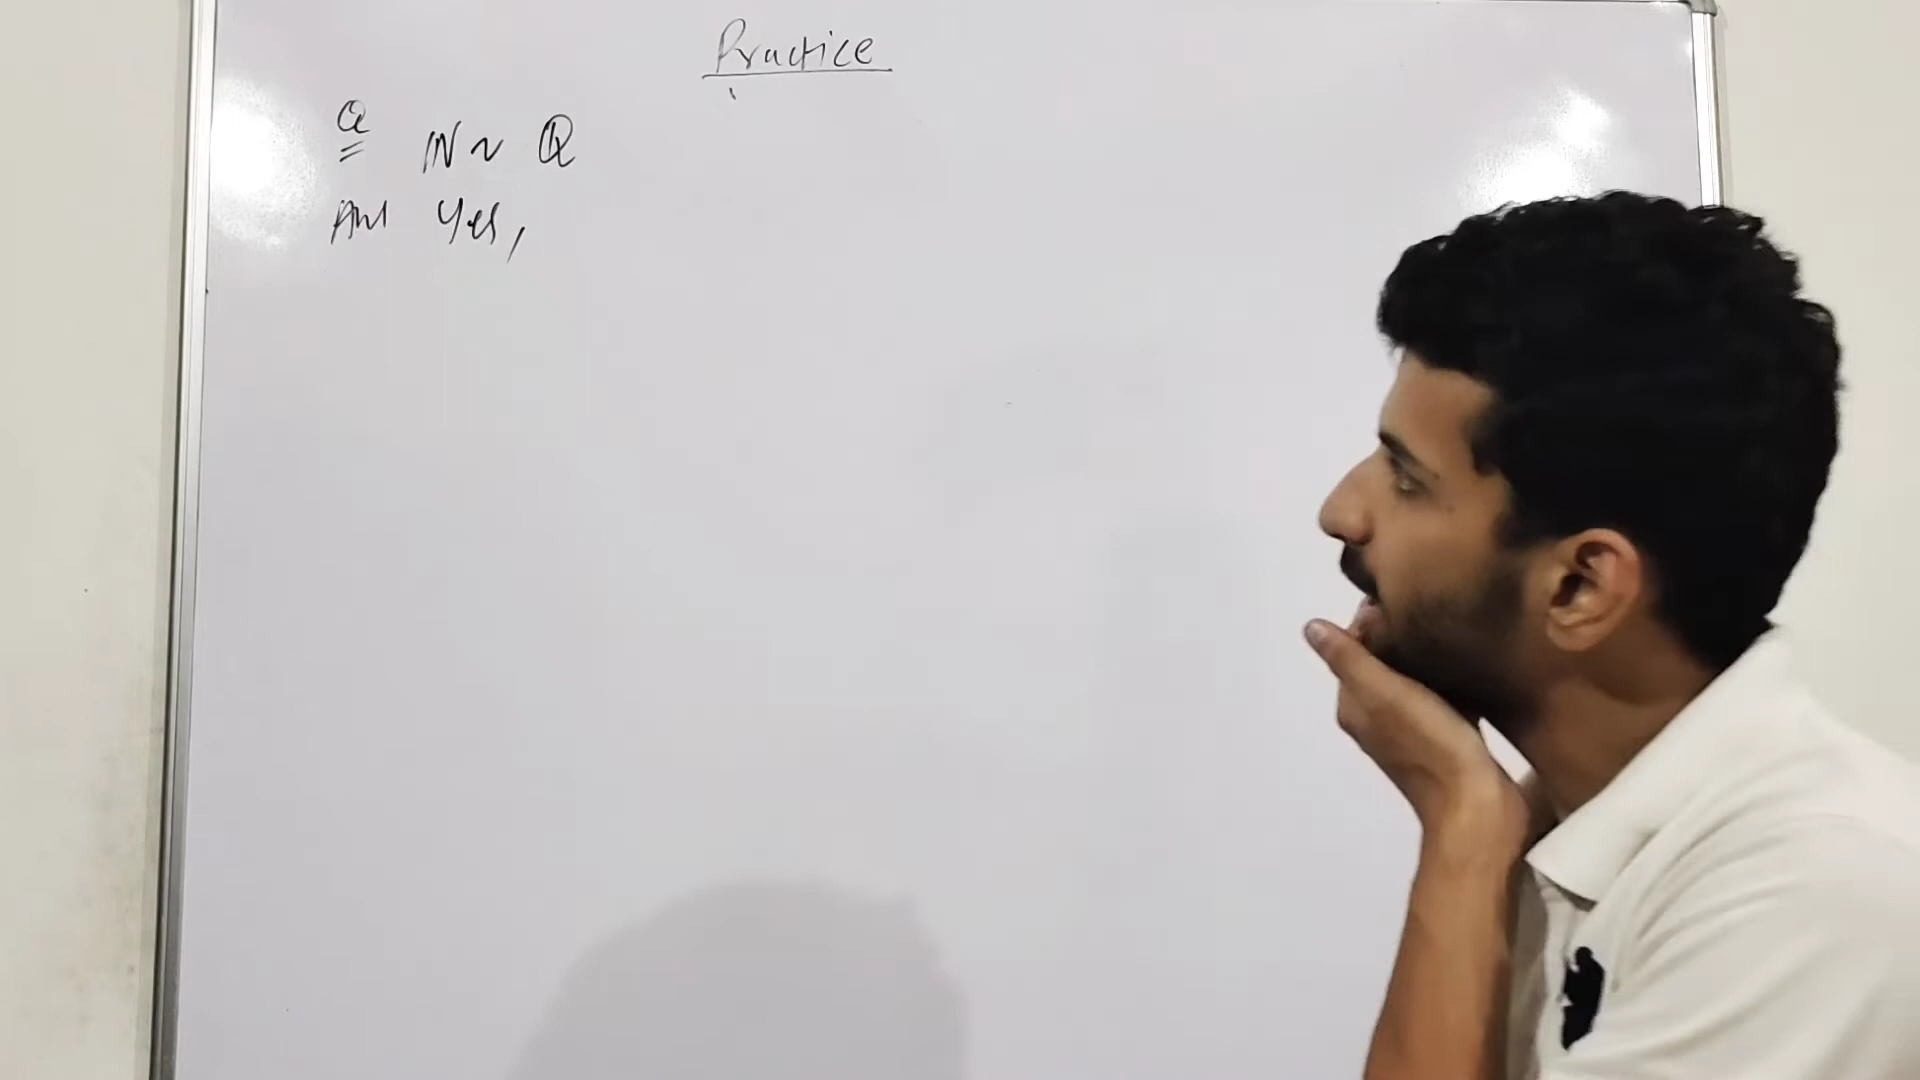 Practice
Q ℕ ~ ℚ
Ans Yes,